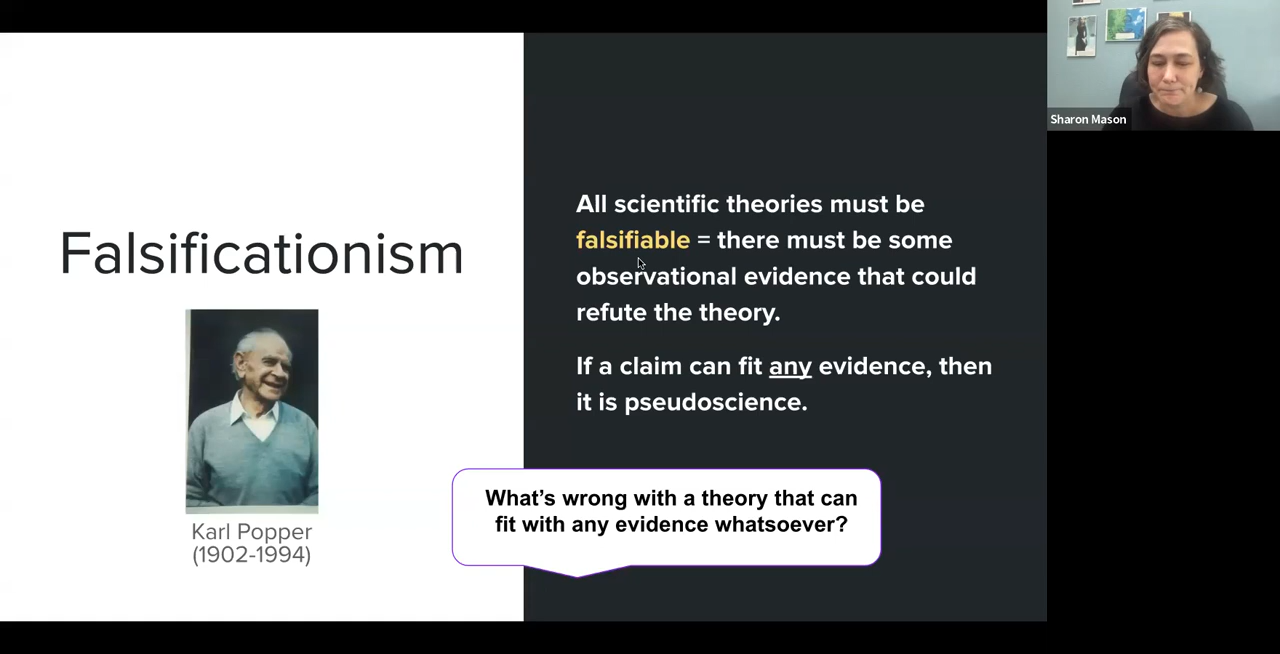 Falsificationism
Karl Popper
(1902-1994)
All scientific theories must be
falsifiable = there must be some
observational evidence that could
refute the theory.
If a claim can fit any evidence, then
it is pseudoscience.
What’s wrong with a theory that can
fit with any evidence whatsoever?
Sharon Mason